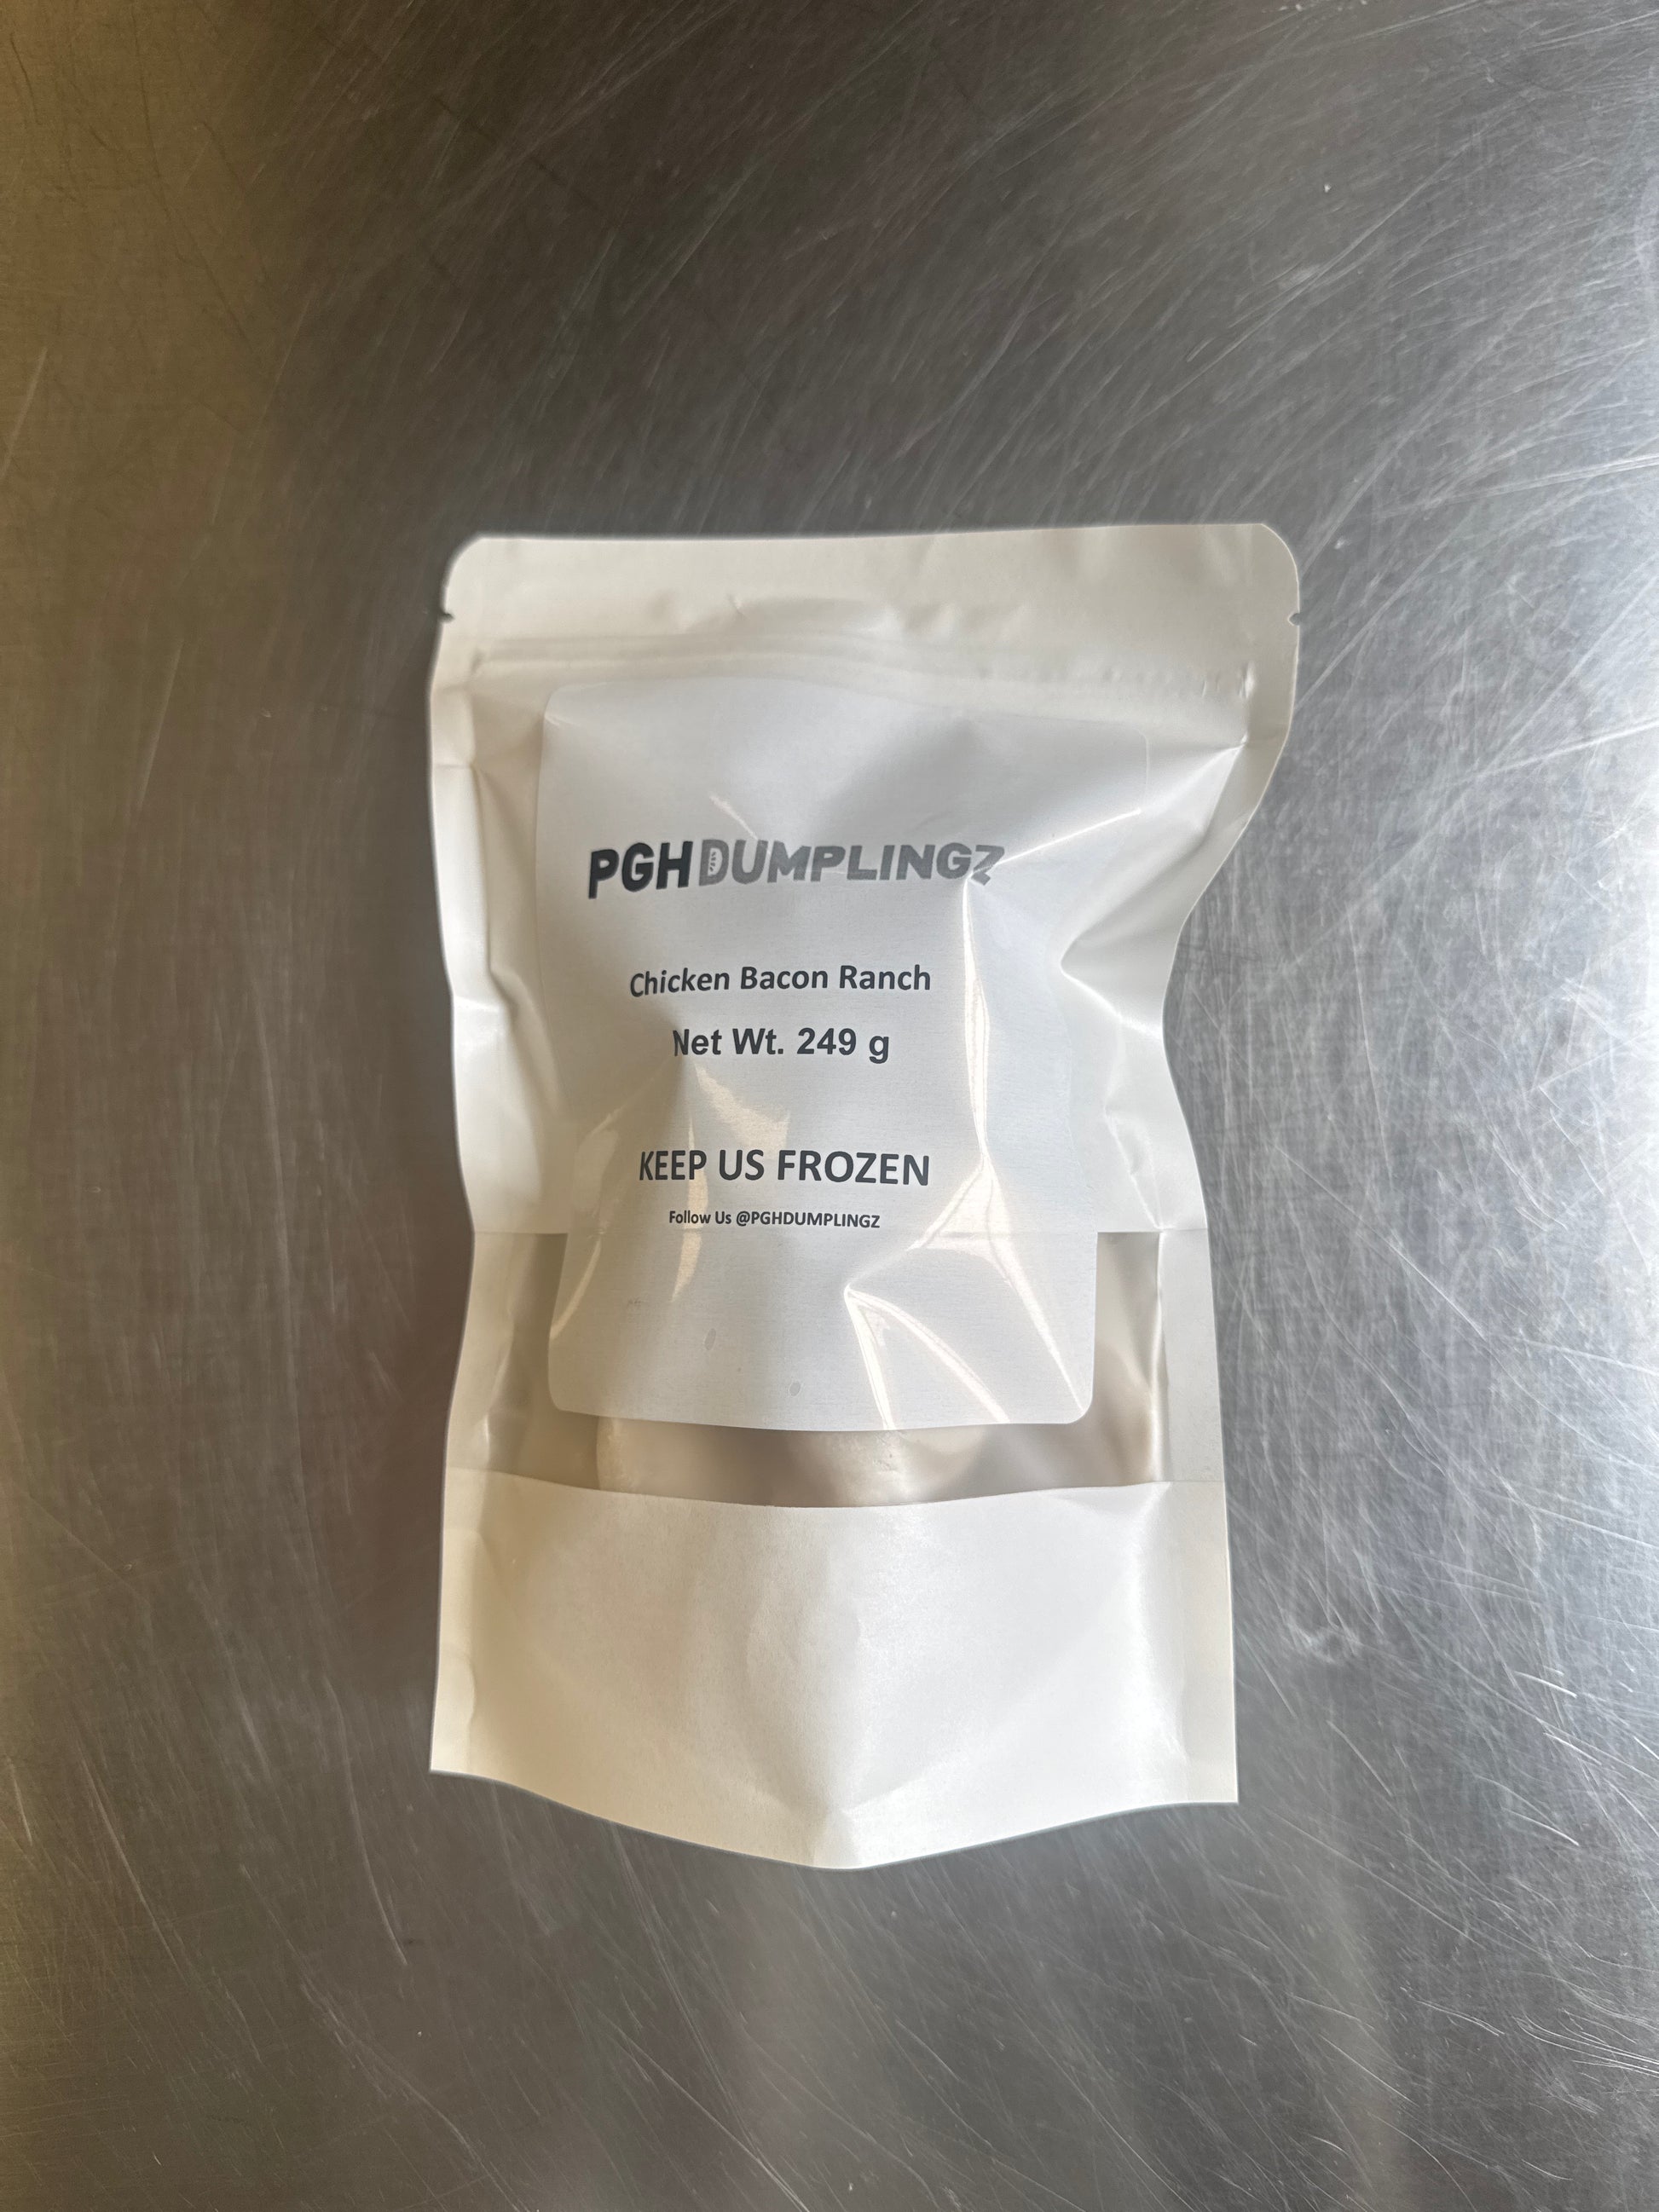 PGHDUMPLINGZ
Chicken Bacon Ranch
Net Wt. 249 g
KEEP US FROZEN
Follow Us @PGHDUMPLINGZ